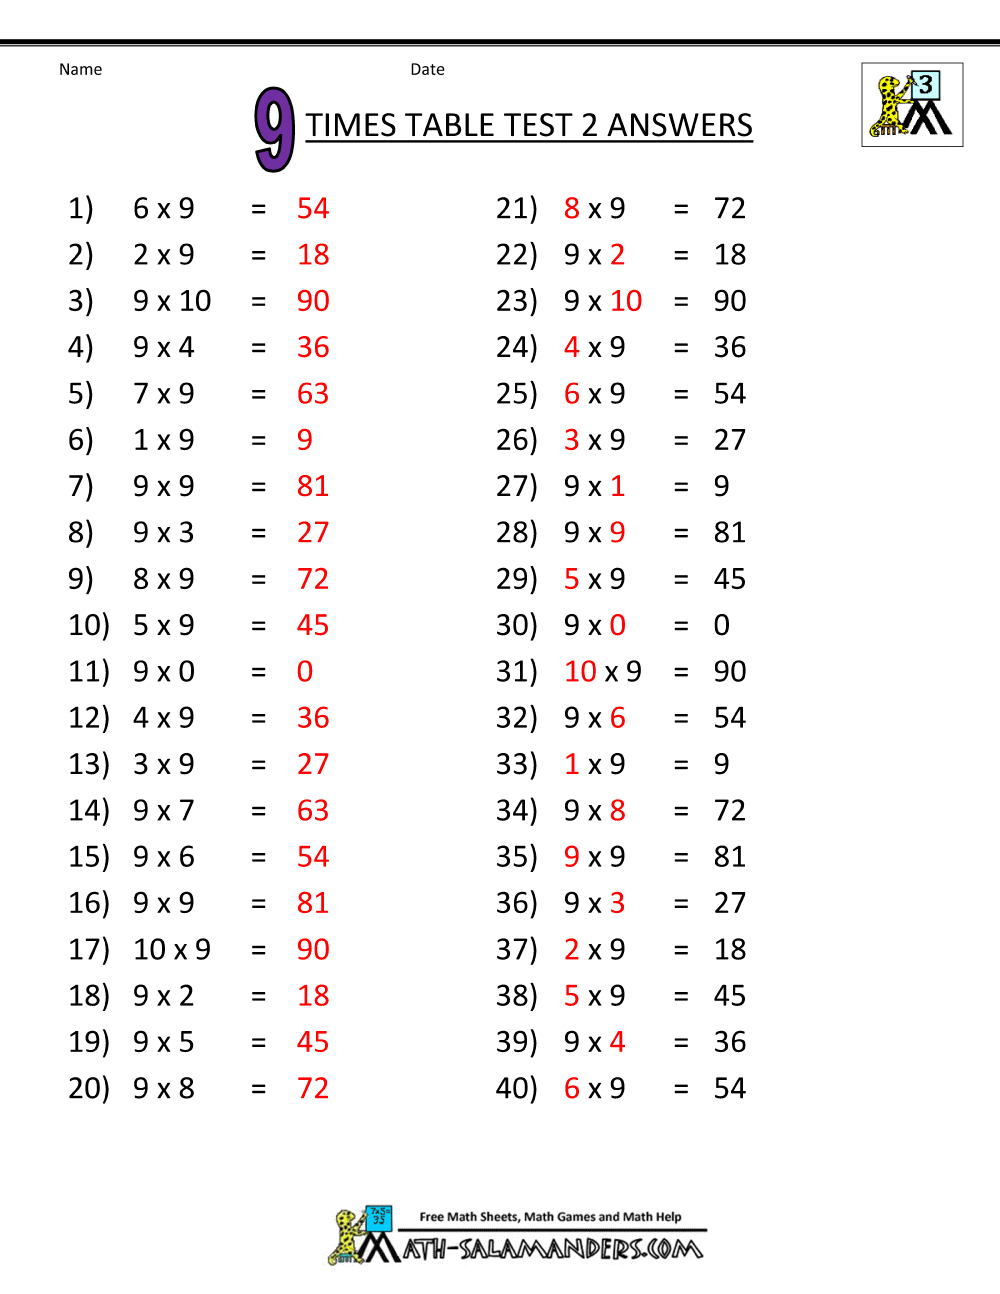 Name Date
3
9 TIMES TABLE TEST 2 ANSWERS
1) 6 x 9 = 54
2) 2 x 9 = 18
3) 9 x 10 = 90
4) 9 x 4 = 36
5) 7 x 9 = 63
6) 1 x 9 = 9
7) 9 x 9 = 81
8) 9 x 3 = 27
9) 8 x 9 = 72
10) 5 x 9 = 45
11) 9 x 0 = 0
12) 4 x 9 = 36
13) 3 x 9 = 27
14) 9 x 7 = 63
15) 9 x 6 = 54
16) 9 x 9 = 81
17) 10 x 9 = 90
18) 9 x 2 = 18
19) 9 x 5 = 45
20) 9 x 8 = 72
21) 8 x 9 = 72
22) 9 x 2 = 18
23) 9 x 10 = 90
24) 4 x 9 = 36
25) 6 x 9 = 54
26) 3 x 9 = 27
27) 9 x 1 = 9
28) 9 x 9 = 81
29) 5 x 9 = 45
30) 9 x 0 = 0
31) 10 x 9 = 90
32) 9 x 6 = 54
33) 1 x 9 = 9
34) 9 x 8 = 72
35) 9 x 9 = 81
36) 9 x 3 = 27
37) 2 x 9 = 18
38) 5 x 9 = 45
39) 9 x 4 = 36
40) 6 x 9 = 54
7x5=
35
Free Math Sheets, Math Games and Math Help
MATH-SALAMANDERS.COM